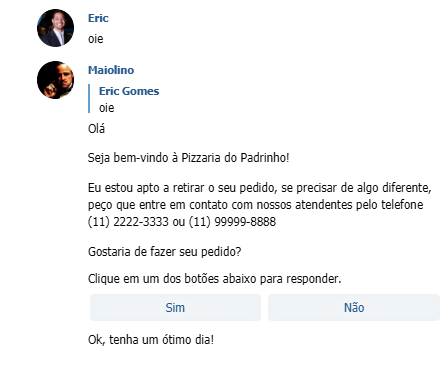 Eric
oie
Maiolino
Eric Gomes
oie
Olá
Seja bem-vindo à Pizzaria do Padrinho!
Eu estou apto a retirar o seu pedido, se precisar de algo diferente,
peço que entre em contato com nossos atendentes pelo telefone
(11) 2222-3333 ou (11) 99999-8888
Gostaria de fazer seu pedido?
Clique em um dos botões abaixo para responder.
Sim Não
Ok, tenha um ótimo dia!